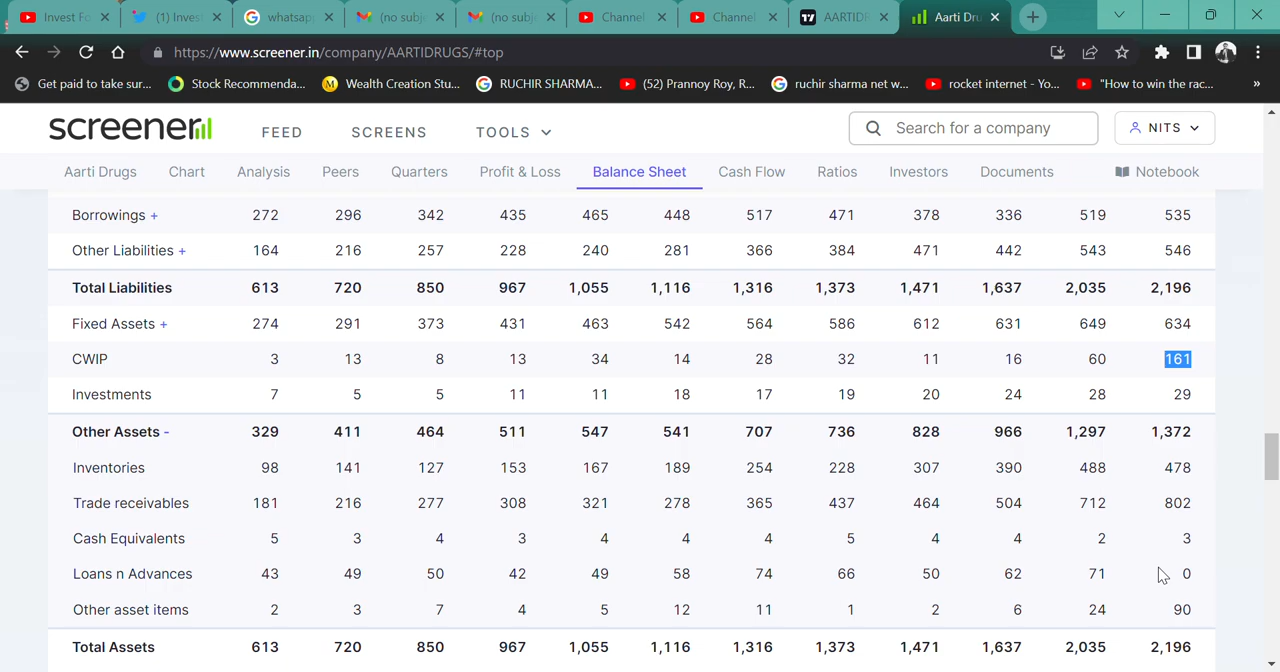 Invest Fo
(1) Invest
whatsapp
(no subj
(no subj
Channel
Channel
AARTIDR
Aarti Dru
https://www.screener.in/company/AARTIDRUGS/#top
Get paid to take sur... Stock Recommenda... Wealth Creation Stu... RUCHIR SHARMA... (52) Prannoy Roy, R... ruchir sharma net w... rocket internet - Yo... "How to win the rac... »
screener FEED SCREENS TOOLS Search for a company NITS
Aarti Drugs Chart Analysis Peers Quarters Profit & Loss Balance Sheet Cash Flow Ratios Investors Documents Notebook
Borrowings + 272 296 342 435 465 448 517 471 378 336 519 535
Other Liabilities + 164 216 257 228 240 281 366 384 471 442 543 546
Total Liabilities 613 720 850 967 1,055 1,116 1,316 1,373 1,471 1,637 2,035 2,196
Fixed Assets + 274 291 373 431 463 542 564 586 612 631 649 634
CWIP 3 13 8 13 34 14 28 32 11 16 60 161
Investments 7 5 5 11 11 18 17 19 20 24 28 29
Other Assets - 329 411 464 511 547 541 707 736 828 966 1,297 1,372
Inventories 98 141 127 153 167 189 254 228 307 390 488 478
Trade receivables 181 216 277 308 321 278 365 437 464 504 712 802
Cash Equivalents 5 3 4 3 4 4 4 5 4 4 2 3
Loans n Advances 43 49 50 42 49 58 74 66 50 62 71 0
Other asset items 2 3 7 4 5 12 11 1 2 6 24 90
Total Assets 613 720 850 967 1,055 1,116 1,316 1,373 1,471 1,637 2,035 2,196